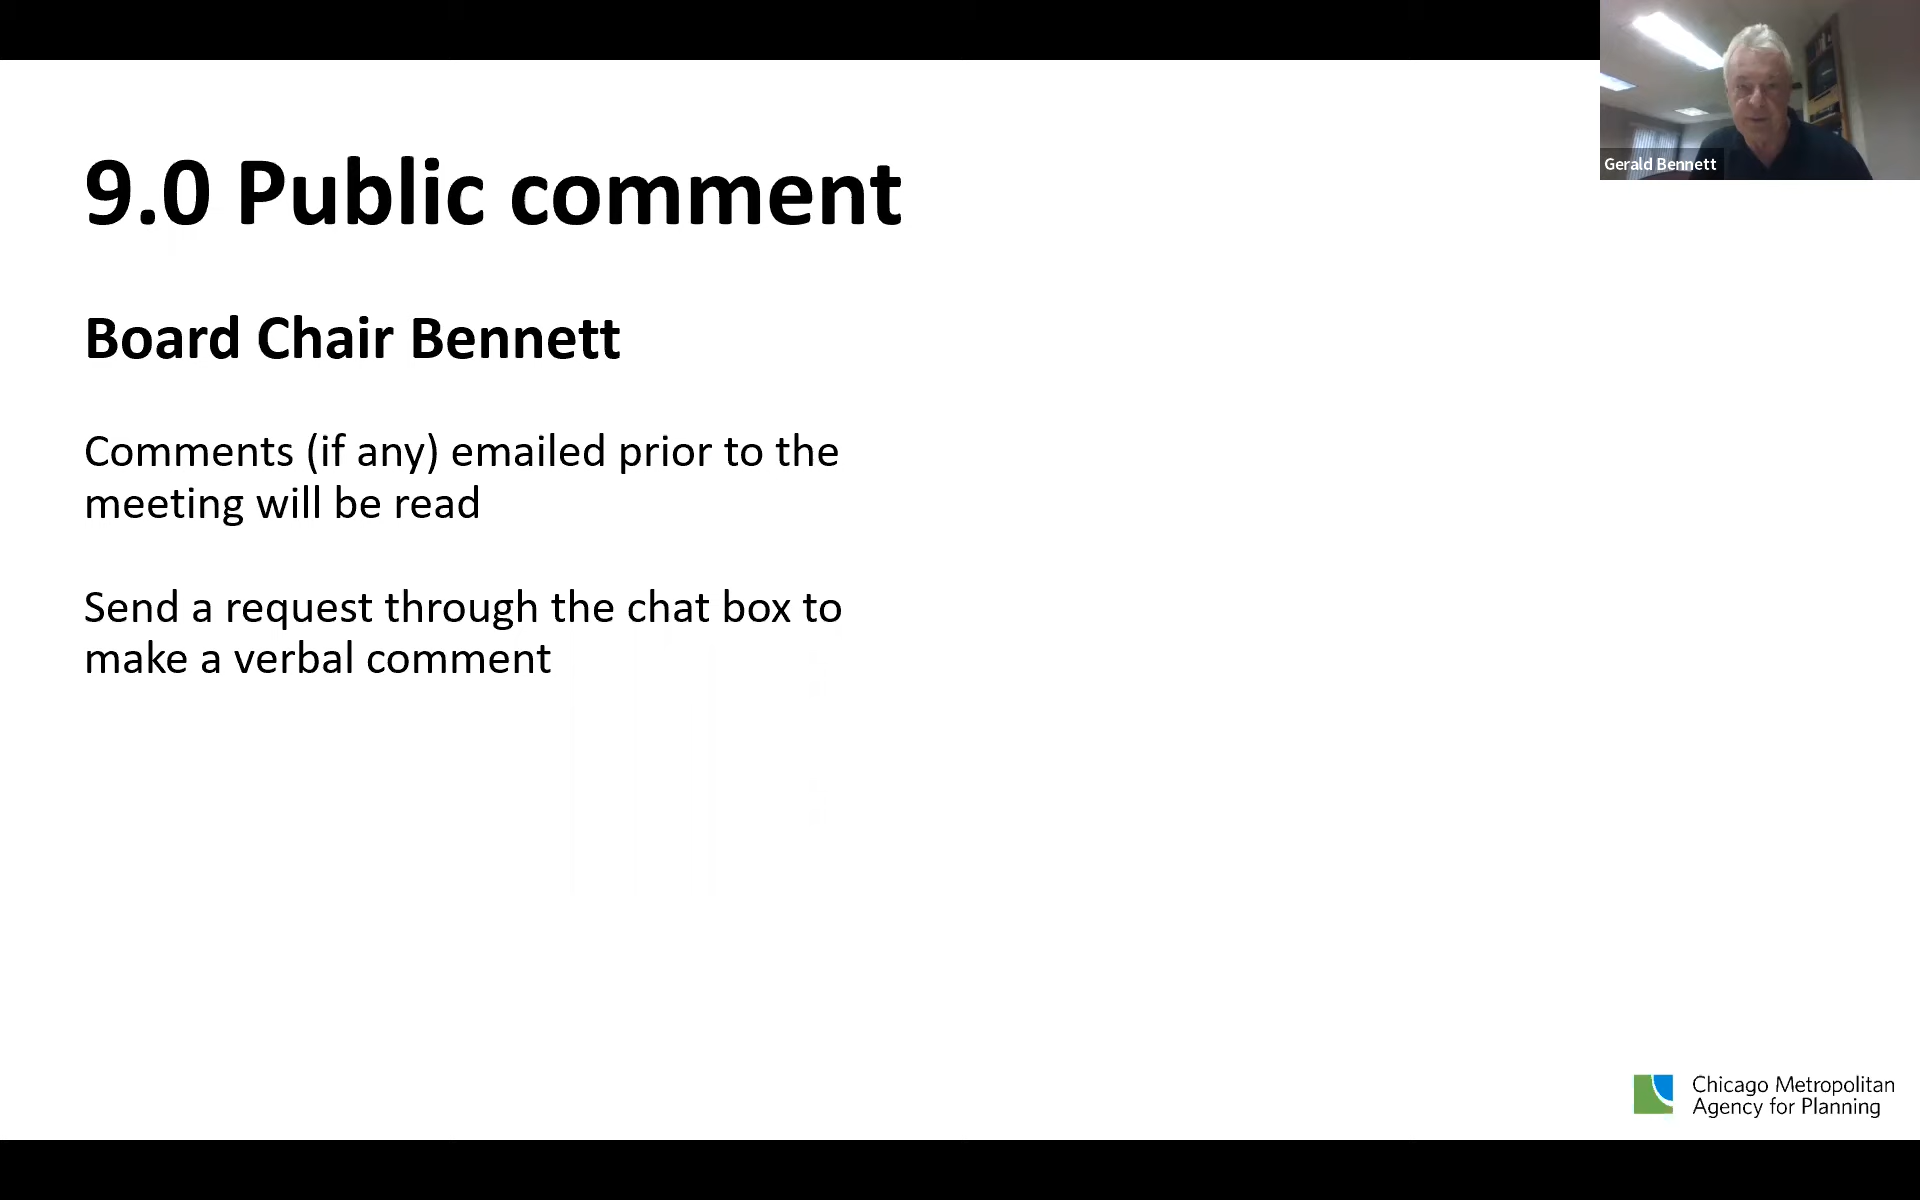 Gerald Bennett
9.0 Public comment
Board Chair Bennett
Comments (if any) emailed prior to the
meeting will be read
Send a request through the chat box to
make a verbal comment
Chicago Metropolitan
Agency for Planning